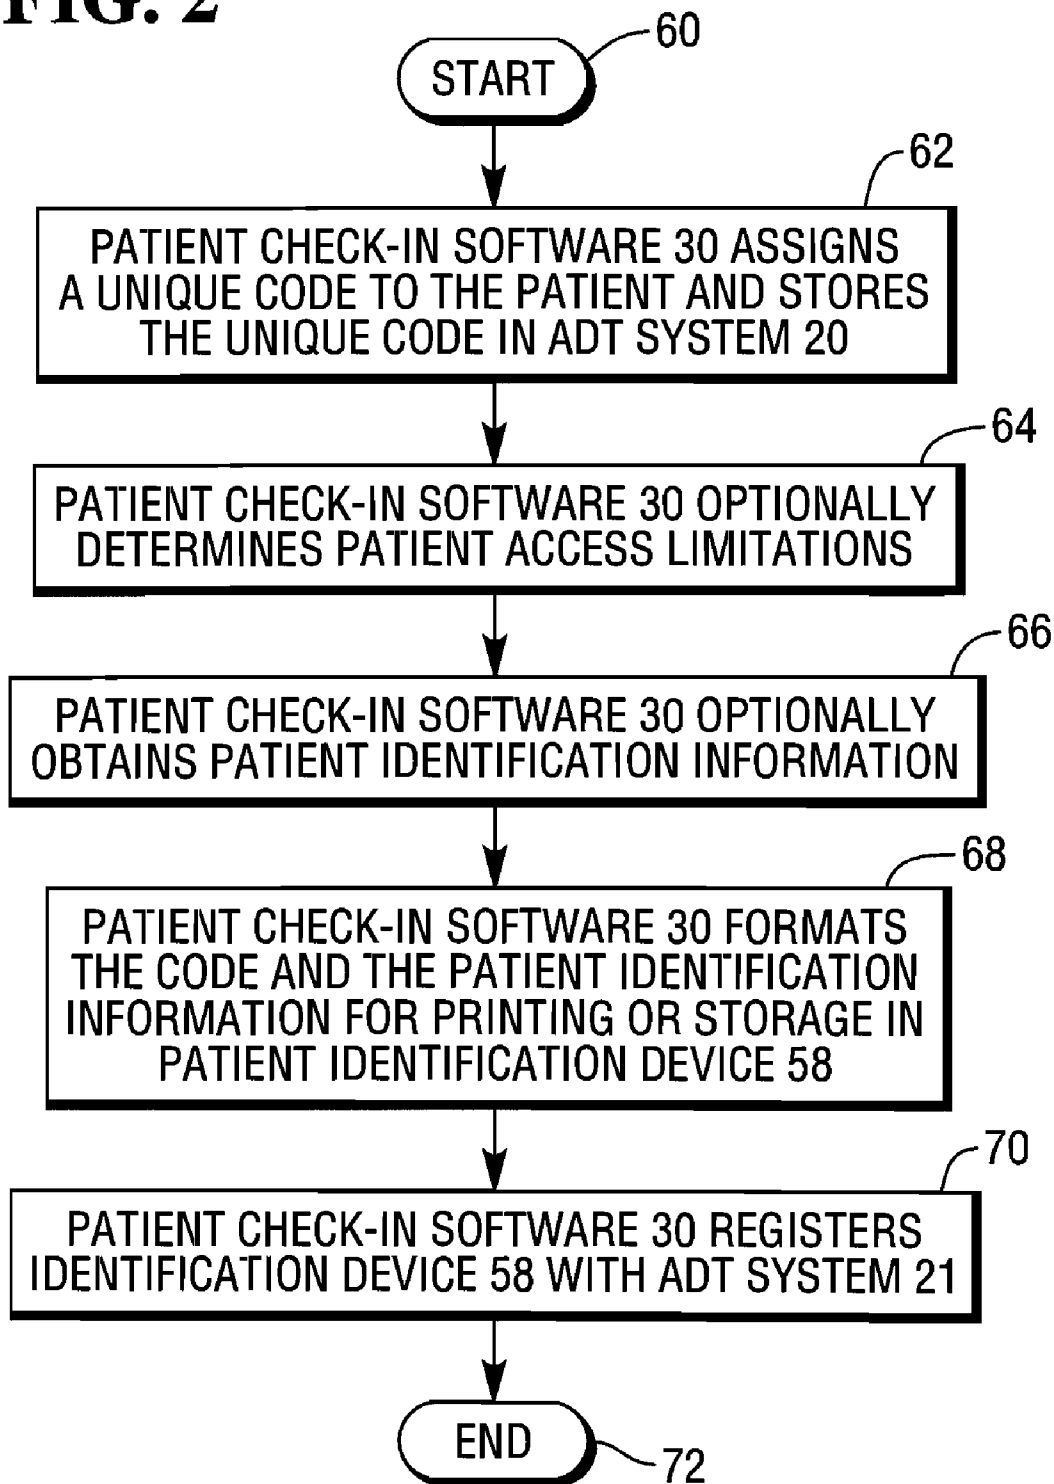 FIG. 2
60
START
62
PATIENT CHECK-IN SOFTWARE 30 ASSIGNS
A UNIQUE CODE TO THE PATIENT AND STORES
THE UNIQUE CODE IN ADT SYSTEM 20
64
PATIENT CHECK-IN SOFTWARE 30 OPTIONALLY
DETERMINES PATIENT ACCESS LIMITATIONS
66
PATIENT CHECK-IN SOFTWARE 30 OPTIONALLY
OBTAINS PATIENT IDENTIFICATION INFORMATION
68
PATIENT CHECK-IN SOFTWARE 30 FORMATS
THE CODE AND THE PATIENT IDENTIFICATION
INFORMATION FOR PRINTING OR STORAGE IN
PATIENT IDENTIFICATION DEVICE 58
70
PATIENT CHECK-IN SOFTWARE 30 REGISTERS
IDENTIFICATION DEVICE 58 WITH ADT SYSTEM 21
END
72